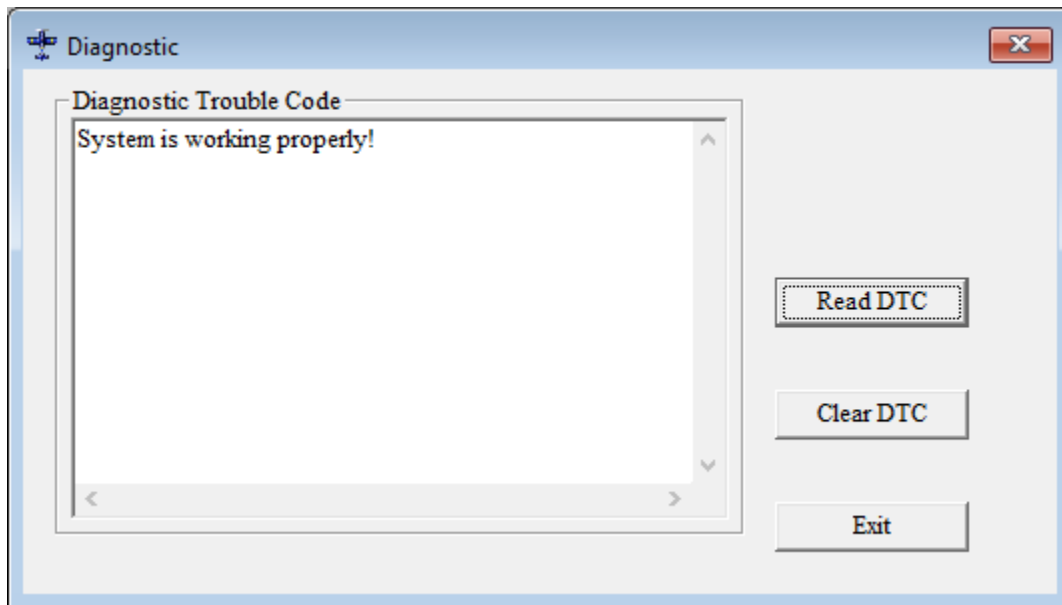 Diagnostic
Diagnostic Trouble Code
System is working properly!
Read DTC
Clear DTC
Exit